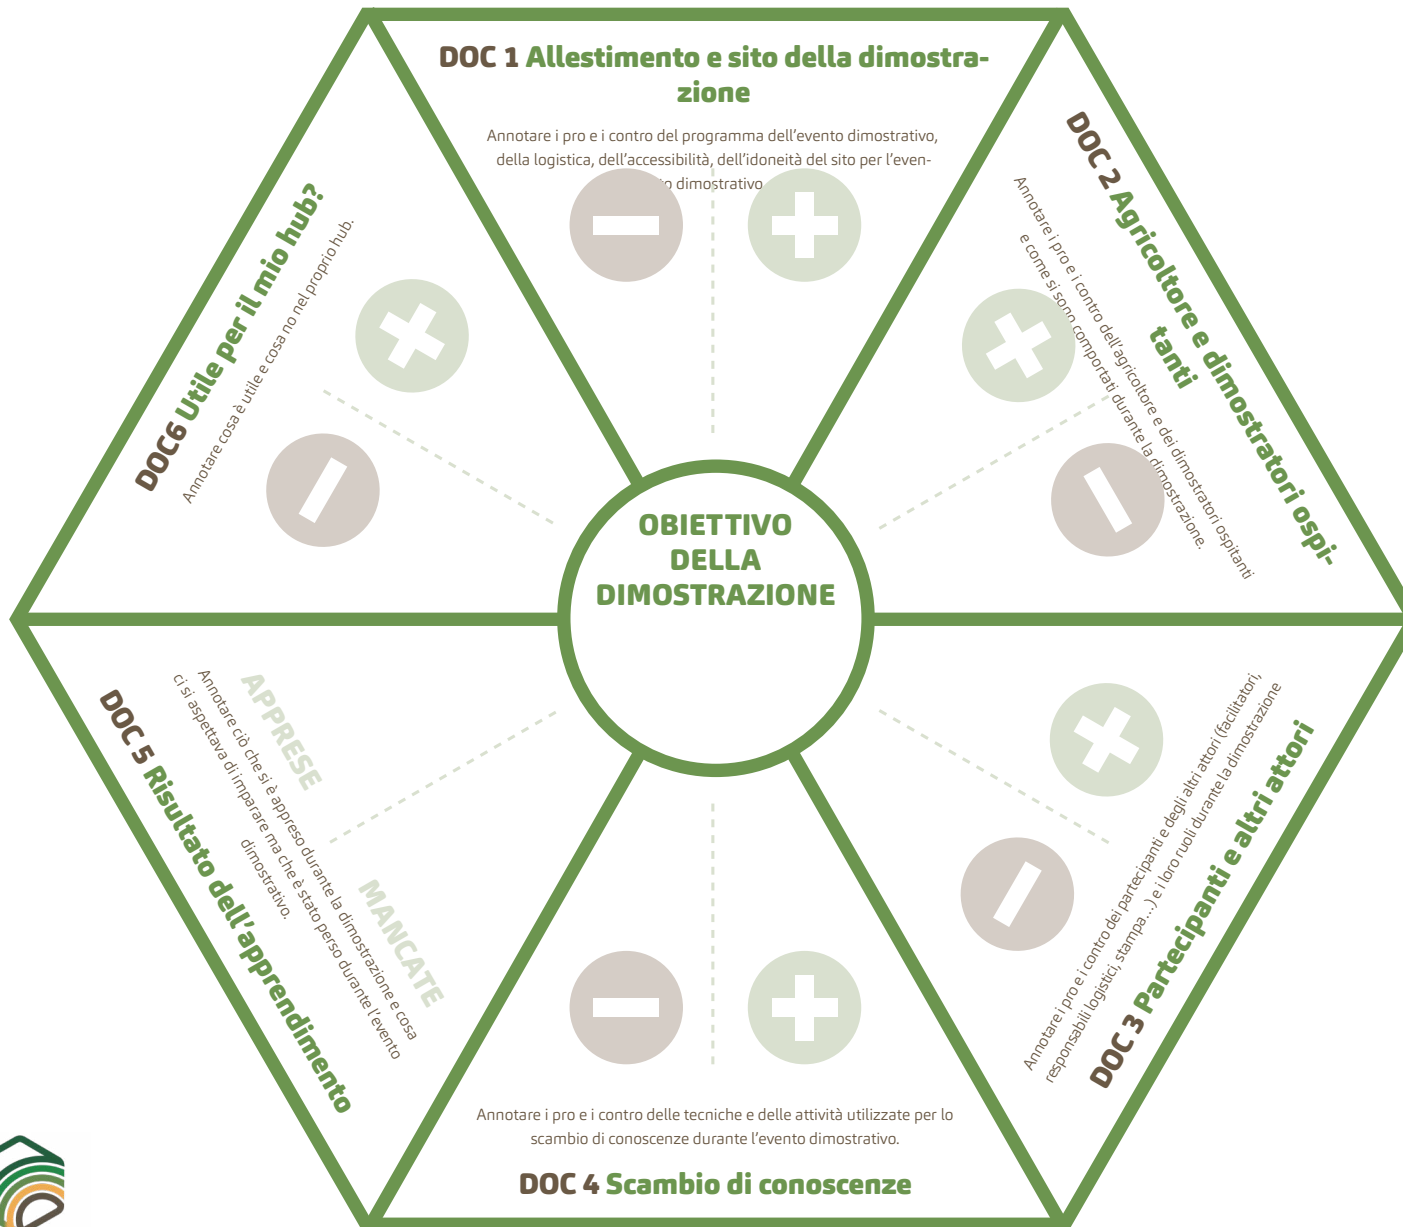 DOC 1 Allestimento e sito della dimostra-
zione
Annotare i pro e i contro del programma dell'evento dimostrativo,
della logistica, dell'accessibilità, dell'idoneità del sito per l'even-
to dimostrativo.
DOC 2 Agricoltore e dimostratori ospi-
tanti
Annotare i pro e i contro dell'agricoltore e dei dimostratori ospitanti
e come si sono comportati durante la dimostrazione.
Annotare i pro e i contro dei partecipanti e degli altri attori (facilitatori,
responsabili logistici, stampa...) e i loro ruoli durante la dimostrazione
DOC 3 Partecipanti e altri attori
Annotare i pro e i contro delle tecniche e delle attività utilizzate per lo
scambio di conoscenze durante l'evento dimostrativo.
DOC 4 Scambio di conoscenze
APPRESE
MANCATE
Annotare ciò che si è appreso durante la dimostrazione e cosa
ci si aspettava di imparare ma che è stato perso durante l'evento
dimostrativo.
DOC 5 Risultato dell'apprendimento
DOC6 Utile per il mio hub?
Annotare cosa è utile e cosa no nel proprio hub.
OBIETTIVO
DELLA
DIMOSTRAZIONE